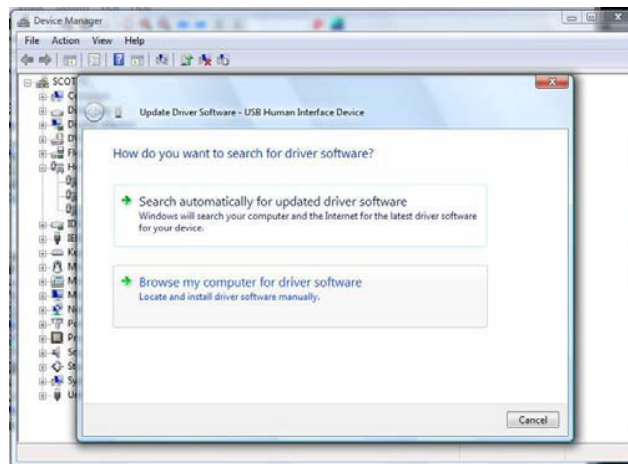 Device Manager
File Action View Help
SCOT
Update Driver Software - USB Human Interface Device
How do you want to search for driver software?
Search automatically for updated driver software
Windows will search your computer and the Internet for the latest driver software
for your device.
Browse my computer for driver software
Locate and install driver software manually.
Cancel